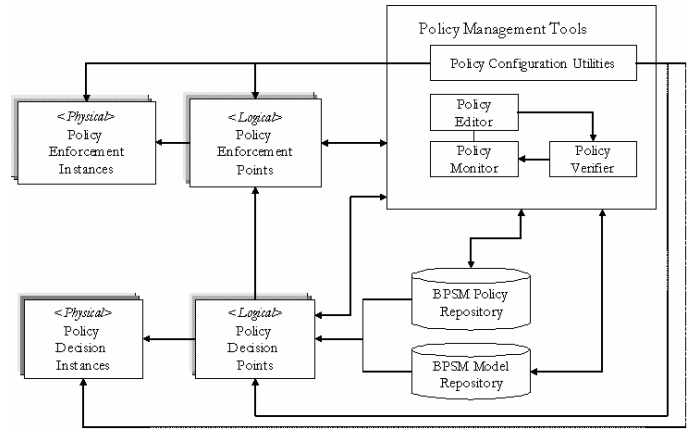 Policy Management Tools
Policy Configuration Utilities
Policy
Editor
Policy
Monitor
Policy
Verifier
<Physical>
Policy
Enforcement
Instances
<Logical>
Policy
Enforcement
Points
<Physical>
Policy
Decision
Instances
<Logical>
Policy
Decision
Points
BPSM Policy
Repository
BPSM Model
Repository